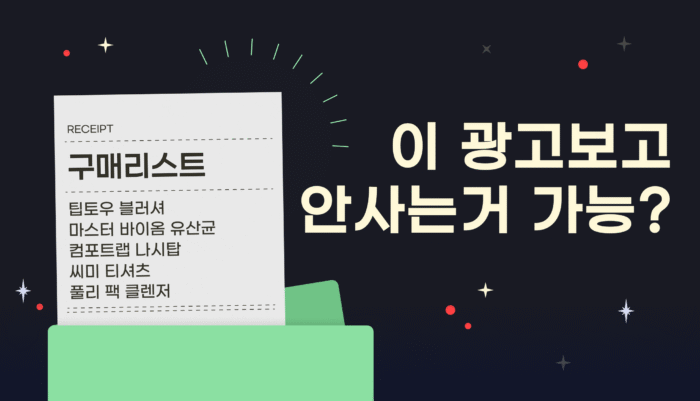 RECEIPT
구매리스트
팁토우 블러셔
마스터 바이옴 유산균
컴포트랩 나시탑
씨미 티셔츠
풀리 팩 클렌저
이 광고보고
안사는거 가능?